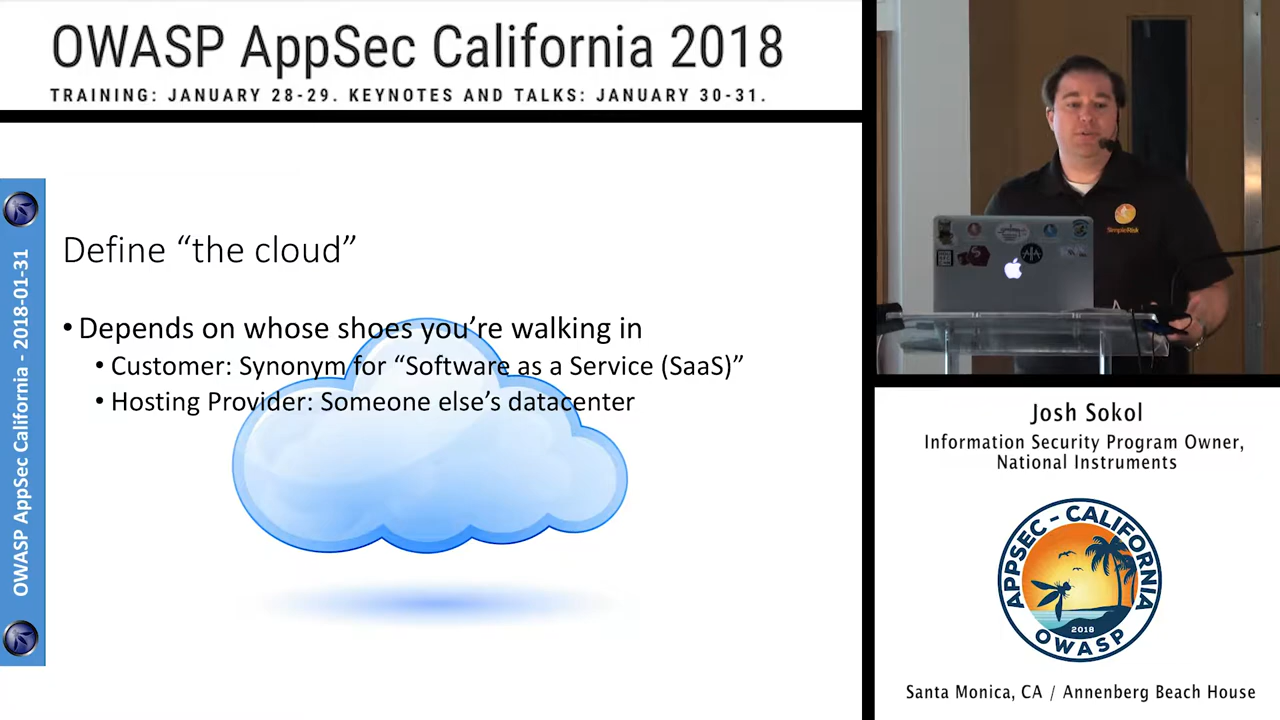 OWASP AppSec California 2018
TRAINING: JANUARY 28-29. KEYNOTES AND TALKS: JANUARY 30-31.
OWASP AppSec California - 2018-01-31
Define “the cloud”
• Depends on whose shoes you’re walking in
• Customer: Synonym for “Software as a Service (SaaS)”
• Hosting Provider: Someone else’s datacenter
SimpleRisk
Josh Sokol
Information Security Program Owner,
National Instruments
APPSEC - CALIFORNIA
2018
OWASP
Santa Monica, CA / Annenberg Beach House